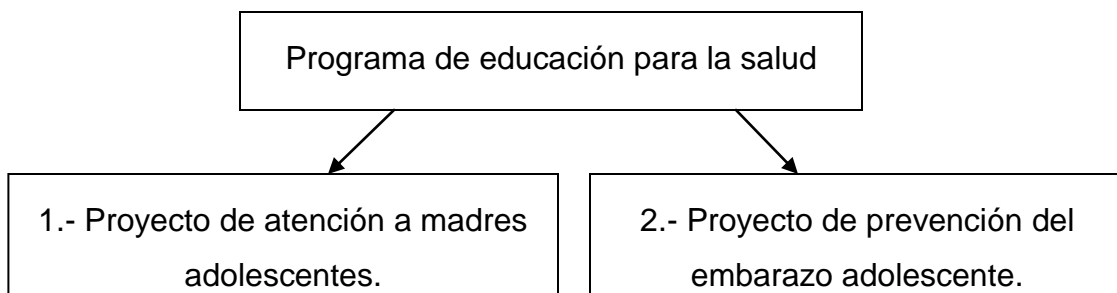 Programa de educación para la salud
1.- Proyecto de atención a madres
adolescentes.
2.- Proyecto de prevención del
embarazo adolescente.